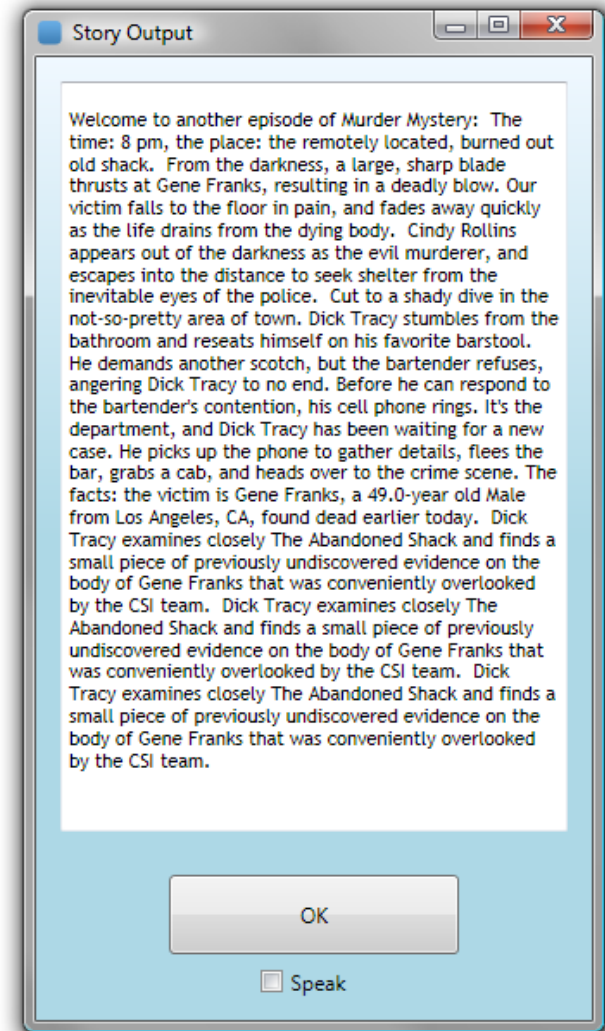 Story Output
Welcome to another episode of Murder Mystery:  The
time: 8 pm, the place: the remotely located, burned out
old shack.  From the darkness, a large, sharp blade
thrusts at Gene Franks, resulting in a deadly blow. Our
victim falls to the floor in pain, and fades away quickly
as the life drains from the dying body.  Cindy Rollins
appears out of the darkness as the evil murderer, and
escapes into the distance to seek shelter from the
inevitable eyes of the police.  Cut to a shady dive in the
not-so-pretty area of town. Dick Tracy stumbles from the
bathroom and reseats himself on his favorite barstool.
He demands another scotch, but the bartender refuses,
angering Dick Tracy to no end. Before he can respond to
the bartender's contention, his cell phone rings. It's the
department, and Dick Tracy has been waiting for a new
case. He picks up the phone to gather details, flees the
bar, grabs a cab, and heads over to the crime scene. The
facts: the victim is Gene Franks, a 49.0-year old Male
from Los Angeles, CA, found dead earlier today.  Dick
Tracy examines closely The Abandoned Shack and finds a
small piece of previously undiscovered evidence on the
body of Gene Franks that was conveniently overlooked
by the CSI team.  Dick Tracy examines closely The
Abandoned Shack and finds a small piece of previously
undiscovered evidence on the body of Gene Franks that
was conveniently overlooked by the CSI team.  Dick
Tracy examines closely The Abandoned Shack and finds a
small piece of previously undiscovered evidence on the
body of Gene Franks that was conveniently overlooked
by the CSI team.
OK
Speak